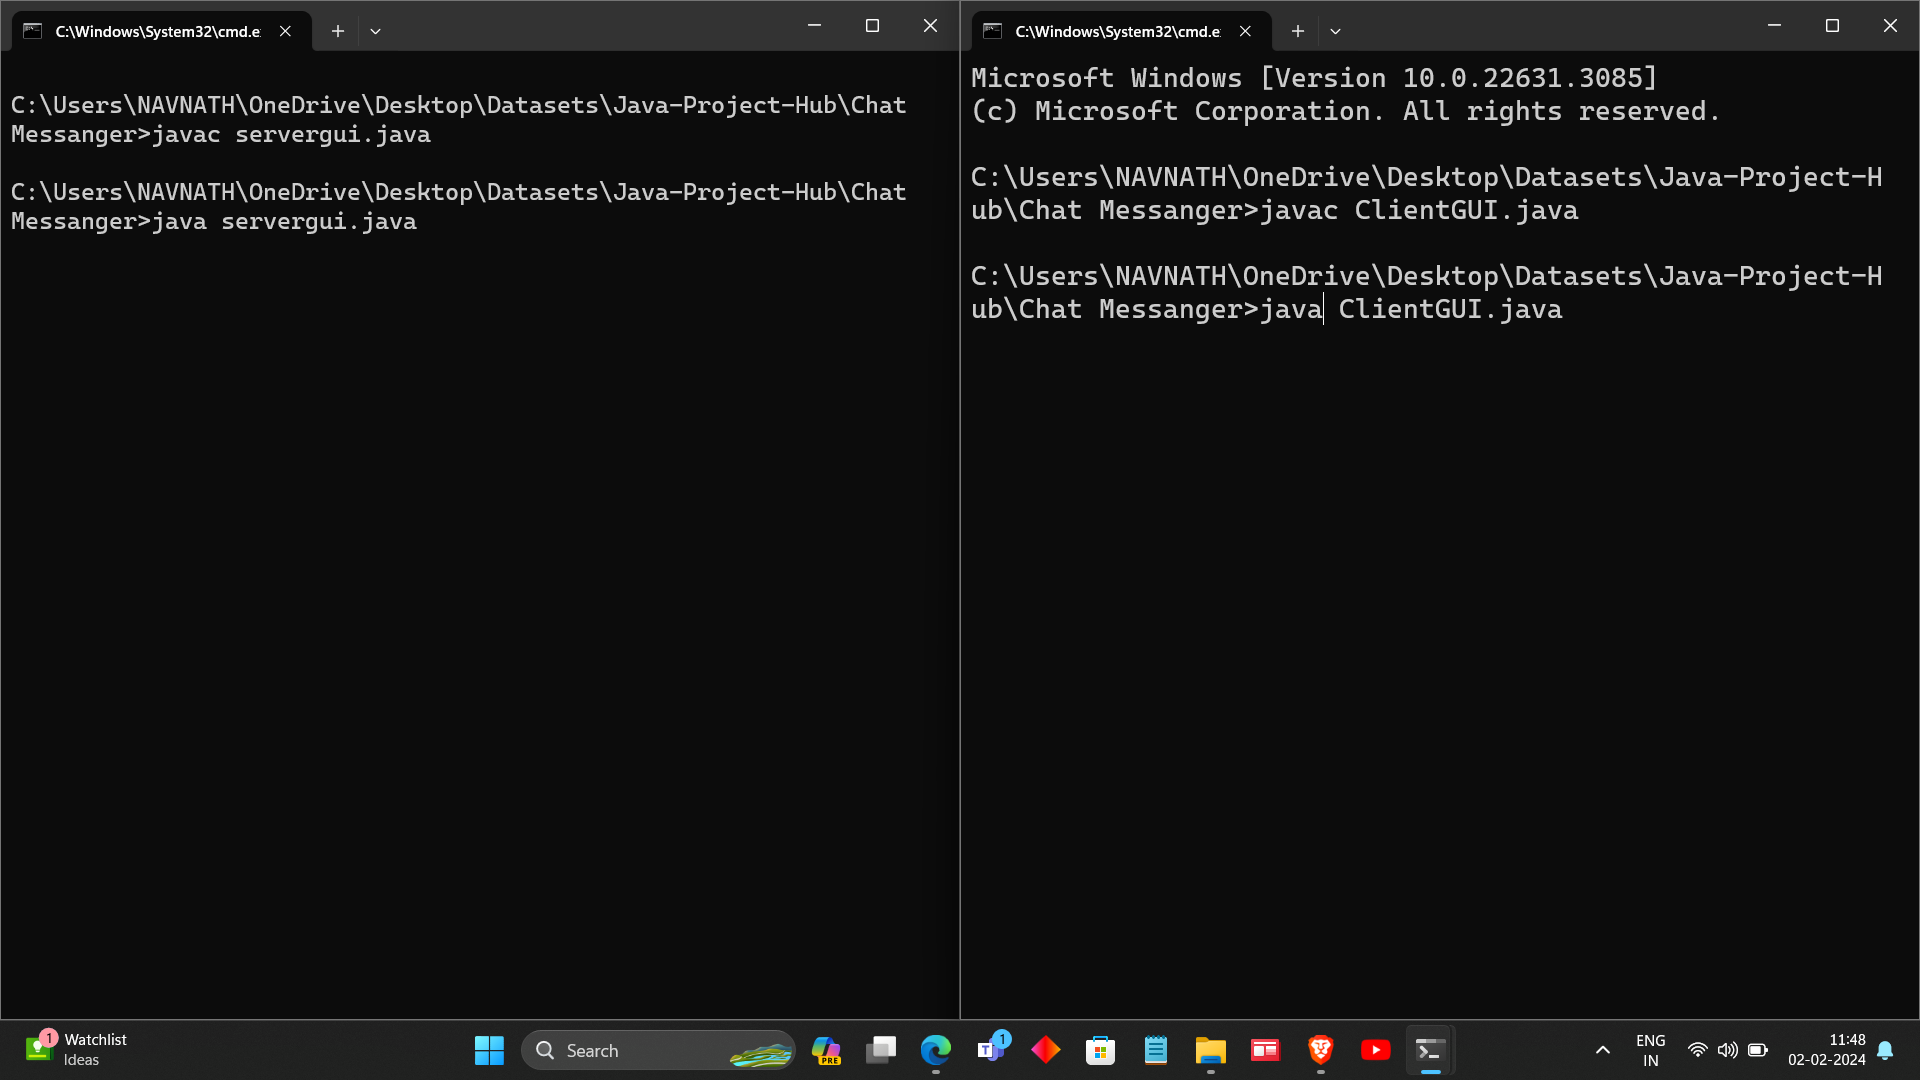 C:\Windows\System32\cmd.e
C:\Users\NAVNATH\OneDrive\Desktop\Datasets\Java-Project-Hub\Chat
Messanger>javac servergui.java
C:\Users\NAVNATH\OneDrive\Desktop\Datasets\Java-Project-Hub\Chat
Messanger>java servergui.java
C:\Windows\System32\cmd.e
Microsoft Windows [Version 10.0.22631.3085]
(c) Microsoft Corporation. All rights reserved.
C:\Users\NAVNATH\OneDrive\Desktop\Datasets\Java-Project-H
ub\Chat Messanger>javac ClientGUI.java
C:\Users\NAVNATH\OneDrive\Desktop\Datasets\Java-Project-H
ub\Chat Messanger>java ClientGUI.java
1
Watchlist
Ideas
Search
PRE
T
1
ENG
IN
11:48
02-02-2024